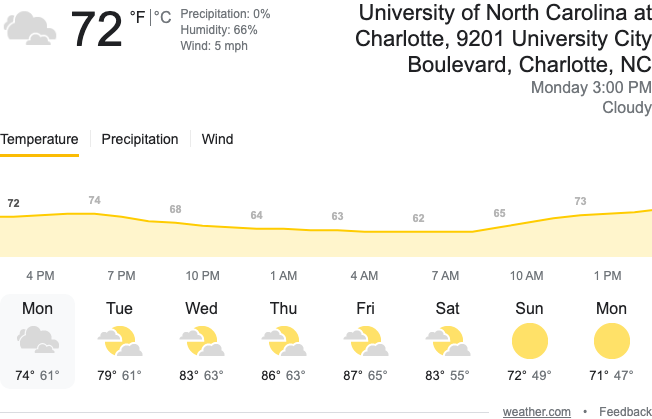 72 °F | °C
Precipitation: 0%
Humidity: 66%
Wind: 5 mph
University of North Carolina at
Charlotte, 9201 University City
Boulevard, Charlotte, NC
Monday 3:00 PM
Cloudy
Temperature | Precipitation | Wind
72 74 68 64 63 62 65 73
4 PM 7 PM 10 PM 1 AM 4 AM 7 AM 10 AM 1 PM
Mon Tue Wed Thu Fri Sat Sun Mon
74° 61° 79° 61° 83° 63° 86° 63° 87° 65° 83° 55° 72° 49° 71° 47°
weather.com • Feedback